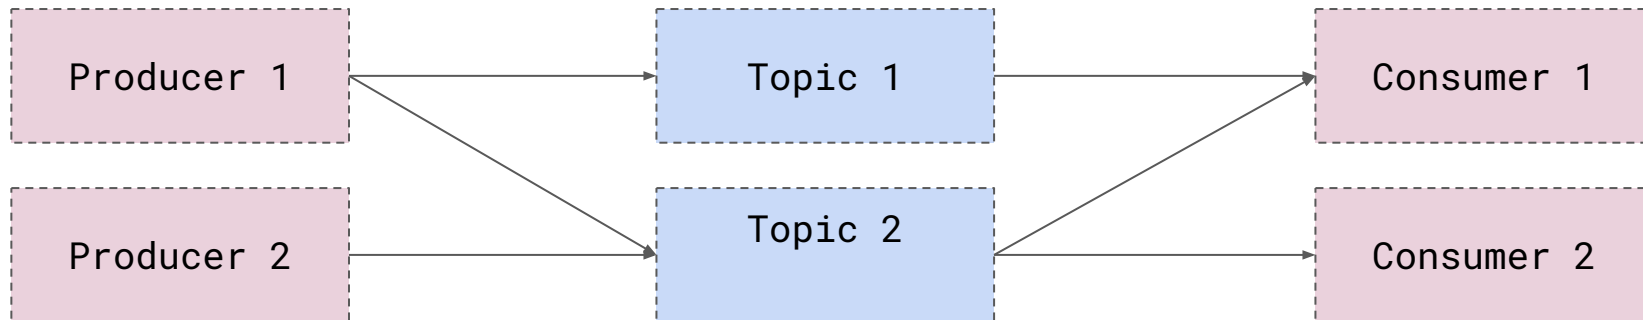 Producer 1
Topic 1
Consumer 1
Producer 2
Topic 2
Consumer 2